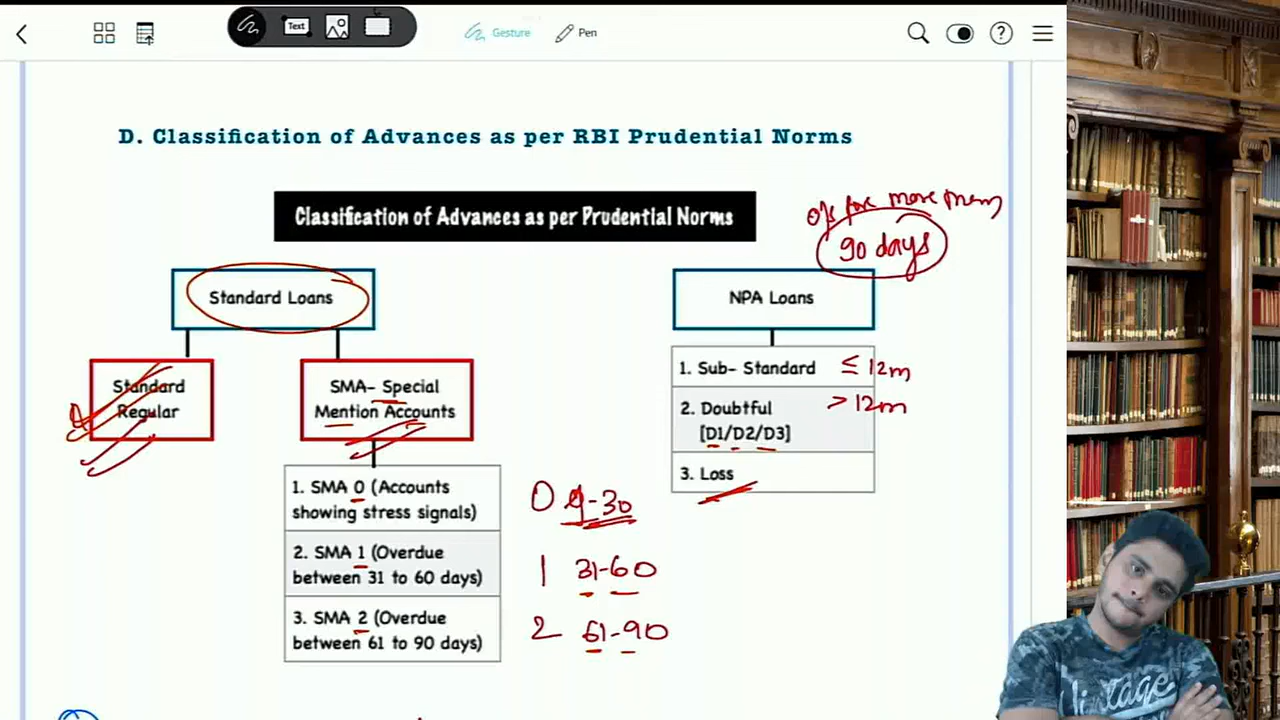 Text
Gesture
Pen
D. Classification of Advances as per RBI Prudential Norms
Classification of Advances as per Prudential Norms
o/s for more than
90 days
Standard Loans
NPA Loans
Standard
Regular
SMA- Special
Mention Accounts
1. Sub- Standard ≤ 12m
2. Doubtful > 12m
[D1/D2/D3]
3. Loss
1. SMA 0 (Accounts
showing stress signals)
0 1-30
2. SMA 1 (Overdue
between 31 to 60 days)
1 31-60
3. SMA 2 (Overdue
between 61 to 90 days)
2 61-90